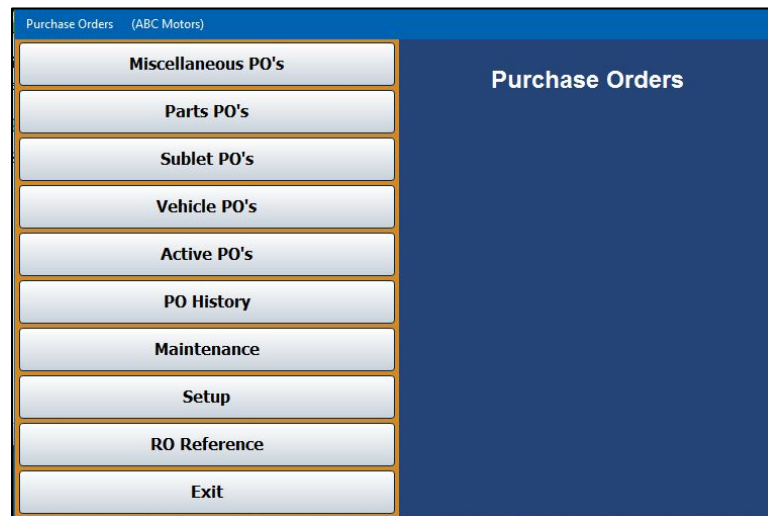 Purchase Orders (ABC Motors)
Miscellaneous PO's
Purchase Orders
Parts PO's
Sublet PO's
Vehicle PO's
Active PO's
PO History
Maintenance
Setup
RO Reference
Exit